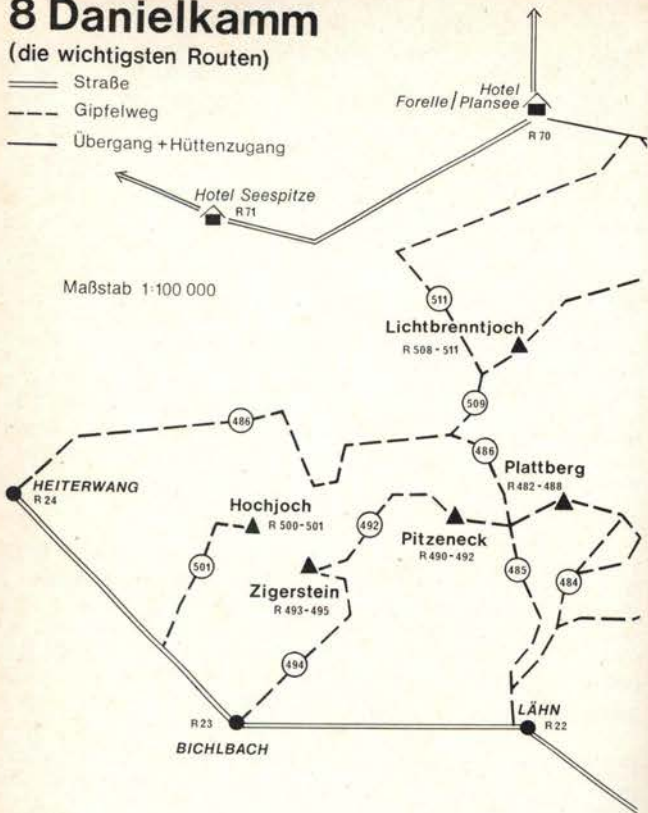 8 Danielkamm
(die wichtigsten Routen)
Straße
Gipfelweg
Übergang + Hüttenzugang
Hotel
Forelle / Plansee
R 70
Hotel Seespitze
R 71
Maßstab 1:100 000
511
Lichtbrenntjoch
R 508 - 511
509
486
486
Plattberg
R 482 - 488
HEITERWANG
R 24
Hochjoch
R 500 - 501
492
Pitzeneck
R 490 - 492
501
Zigerstein
R 493 - 495
485
484
494
R 23
BICHLBACH
LÄHN
R 22